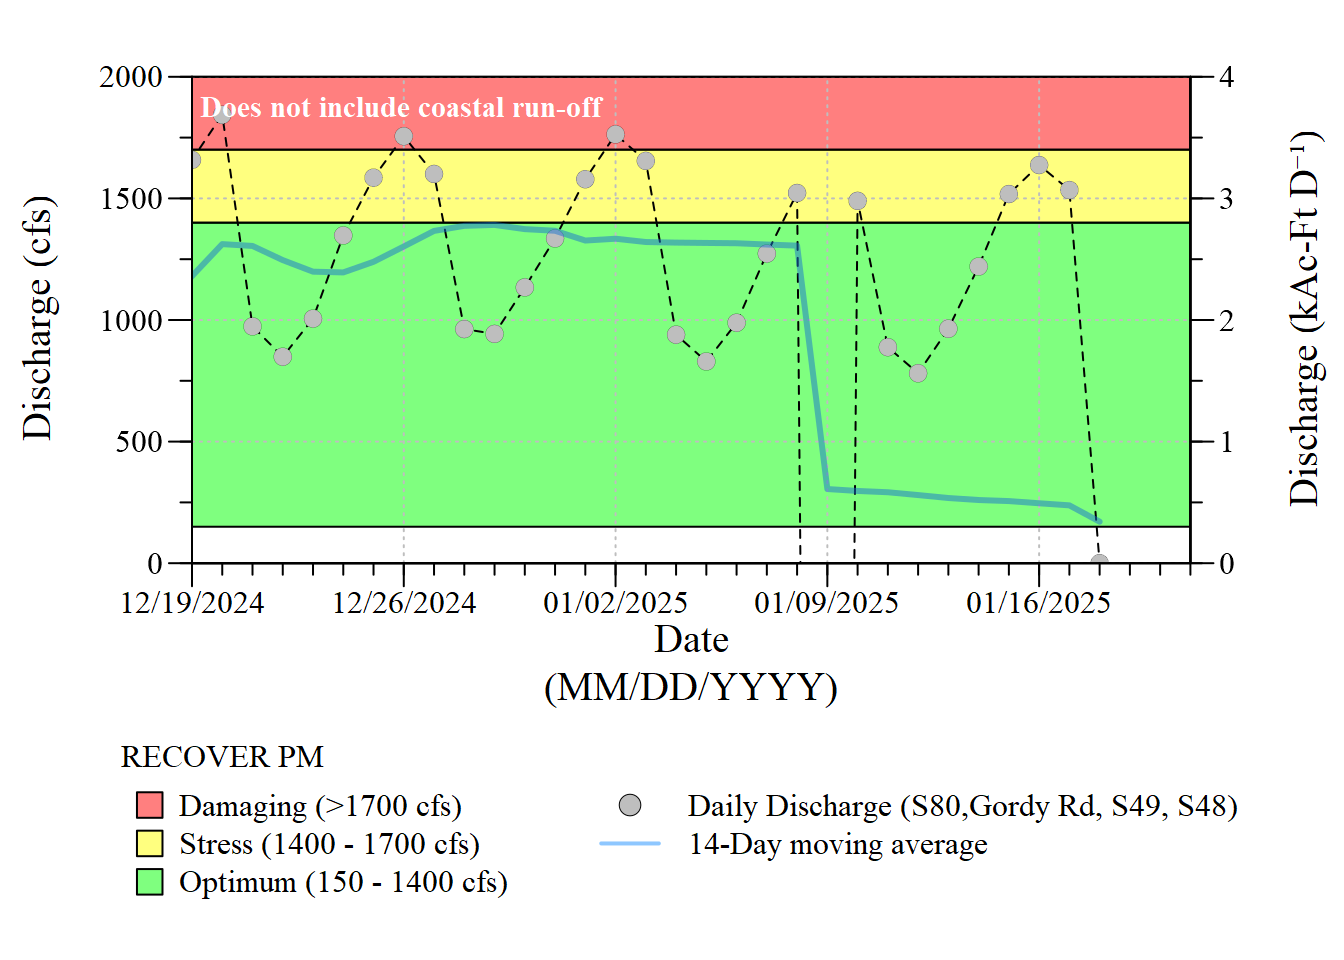 Does not include coastal run-off
2000
1500
1000
500
0
Discharge (cfs)
4
3
2
1
0
Discharge (kAc-Ft D⁻¹)
12/19/2024 12/26/2024 01/02/2025 01/09/2025 01/16/2025
Date
(MM/DD/YYYY)
RECOVER PM
Damaging (>1700 cfs)
Stress (1400 - 1700 cfs)
Optimum (150 - 1400 cfs)
Daily Discharge (S80,Gordy Rd, S49, S48)
14-Day moving average